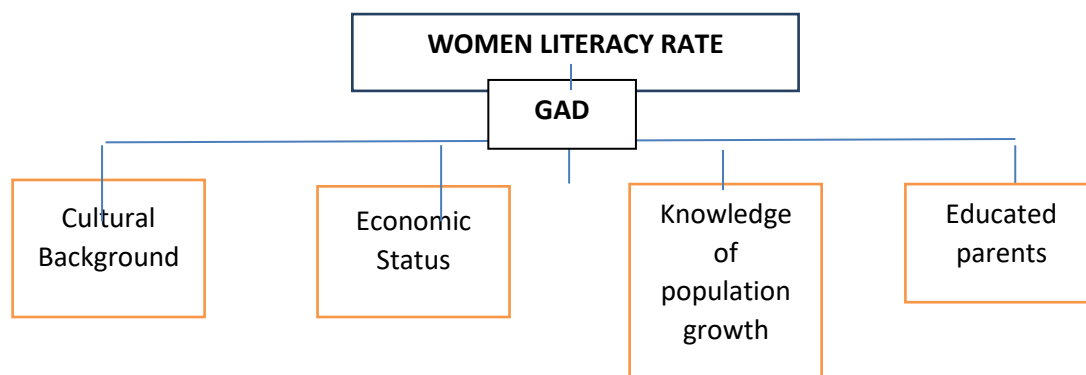 WOMEN LITERACY RATE
GAD
Cultural
Background
Economic
Status
Knowledge
of
population
growth
Educated
parents